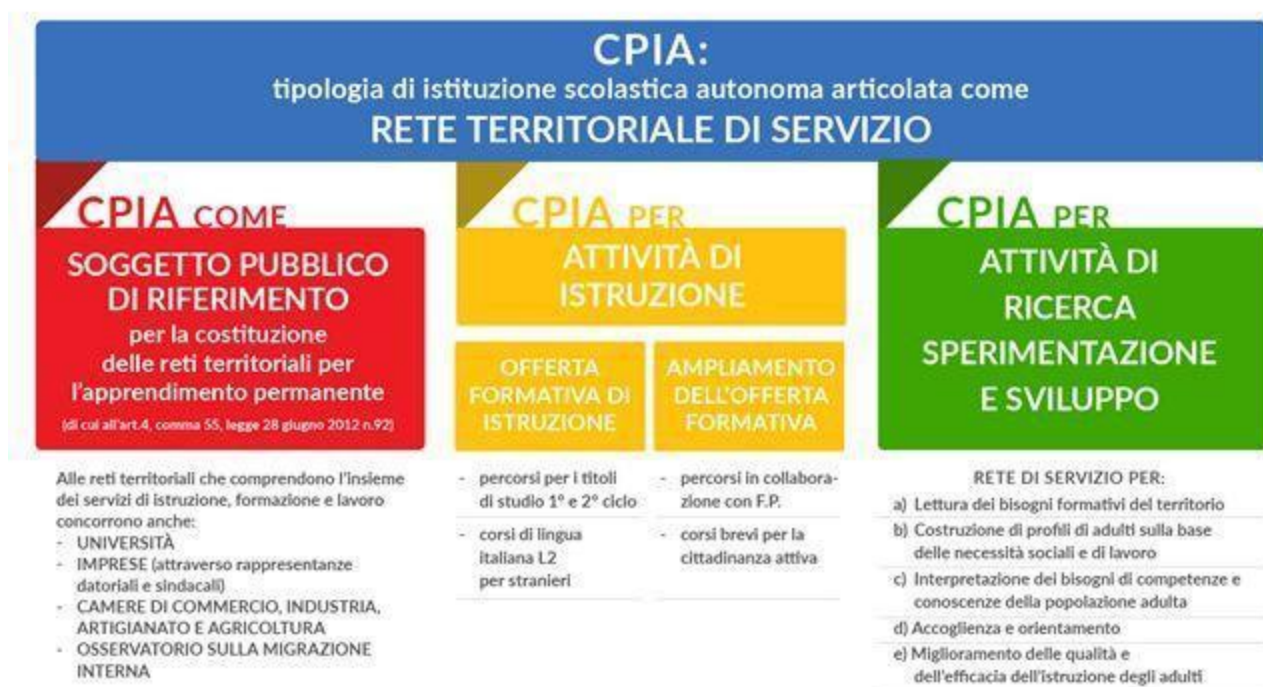 CPIA:
tipologia di istituzione scolastica autonoma articolata come
RETE TERRITORIALE DI SERVIZIO
CPIA COME
SOGGETTO PUBBLICO
DI RIFERIMENTO
per la costituzione
delle reti territoriali per
l'apprendimento permanente
(di cui all'art.4, comma 55, legge 28 giugno 2012 n.92)
Alle reti territoriali che comprendono l'insieme
dei servizi di istruzione, formazione e lavoro
concorrono anche:
- UNIVERSITÀ
- IMPRESE (attraverso rappresentanze
datoriali e sindacali)
- CAMERE DI COMMERCIO, INDUSTRIA,
ARTIGIANATO E AGRICOLTURA
- OSSERVATORIO SULLA MIGRAZIONE
INTERNA
CPIA PER
ATTIVITÀ DI
ISTRUZIONE
OFFERTA
FORMATIVA DI
ISTRUZIONE
- percorsi per i titoli
di studio 1° e 2° ciclo
- corsi di lingua
italiana L2
per stranieri
AMPLIAMENTO
DELL'OFFERTA
FORMATIVA
- percorsi in collabora-
zione con F.P.
- corsi brevi per la
cittadinanza attiva
CPIA PER
ATTIVITÀ DI
RICERCA
SPERIMENTAZIONE
E SVILUPPO
RETE DI SERVIZIO PER:
a) Lettura dei bisogni formativi del territorio
b) Costruzione di profili di adulti sulla base
delle necessità sociali e di lavoro
c) Interpretazione dei bisogni di competenze e
conoscenze della popolazione adulta
d) Accoglienza e orientamento
e) Miglioramento delle qualità e
dell'efficacia dell'istruzione degli adulti